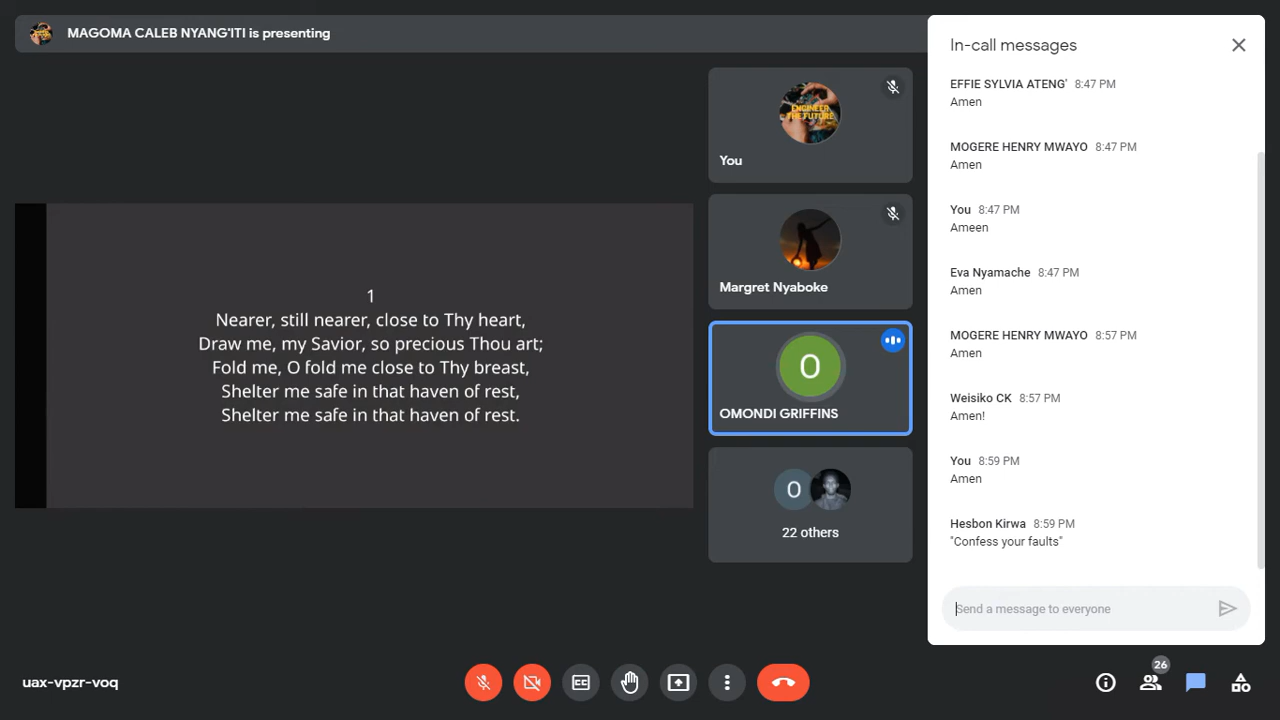 MAGOMA CALEB NYANG'ITI is presenting
1
Nearer, still nearer, close to Thy heart,
Draw me, my Savior, so precious Thou art;
Fold me, O fold me close to Thy breast,
Shelter me safe in that haven of rest,
Shelter me safe in that haven of rest.
ENGINEER
THE FUTURE
You
Margret Nyaboke
O
OMONDI GRIFFINS
O
22 others
In-call messages
EFFIE SYLVIA ATENG' 8:47 PM
Amen
MOGERE HENRY MWAYO 8:47 PM
Amen
You 8:47 PM
Ameen
Eva Nyamache 8:47 PM
Amen
MOGERE HENRY MWAYO 8:57 PM
Amen
Weisiko CK 8:57 PM
Amen!
You 8:59 PM
Amen
Hesbon Kirwa 8:59 PM
"Confess your faults"
Send a message to everyone
uax-vpzr-voq
26